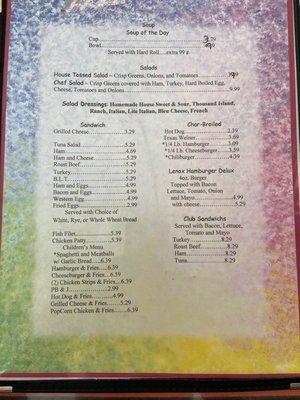 Soup
Soup of the Day
Cup
Bowl
Served with Hard Roll.....extra 99 ¢
Salads
House Tossed Salad – Crisp Greens, Onions, and Tomatoes
Chef Salad – Crisp Greens covered with Ham, Turkey, Hard Boiled Egg,
Cheese, Tomatoes and Onions 9.99
Salad Dressings: Homemade House Sweet & Sour, Thousand Island,
Ranch, Italian, Lite Italian, Bleu Cheese, French
Sandwich
Grilled Cheese 3.29
Tuna Salad 5.29
Ham 4.69
Ham and Cheese 5.29
Roast Beef 5.29
Turkey 5.29
B.L.T. 5.29
Ham and Eggs 4.99
Bacon and Eggs 4.99
Western Egg 4.99
Fried Eggs 2.99
Served with Choice of
White, Rye, or Whole Wheat Bread
Fish Filet 5.39
Chicken Patty 5.39
Children's Menu
*Spaghetti and Meatballs
w/ Garlic Bread 6.39
Hamburger & Fries 6.39
Cheeseburger & Fries 6.39
(2) Chicken Strips & Fries 6.39
PB & J 2.99
Hot Dog & Fries 4.99
Grilled Cheese & Fries 5.29
PopCorn Chicken & Fries 6.39
Char-Broiled
Hot Dog 2.39
Texas Weiner 3.69
*1/4 Lb. Hamburger 3.09
*1/4 Lb. Cheeseburger 3.59
*Chiliburger 4.39
Lenox Hamburger Delux
4oz. Burger
Topped with Bacon
Lettuce, Tomato, Onion
and Mayo 4.99
with cheese 5.29
Club Sandwichs
Served with Bacon, Lettuce,
Tomato and Mayo
Turkey 8.29
Roast Beef 8.29
Ham 8.29
Tuna 8.29